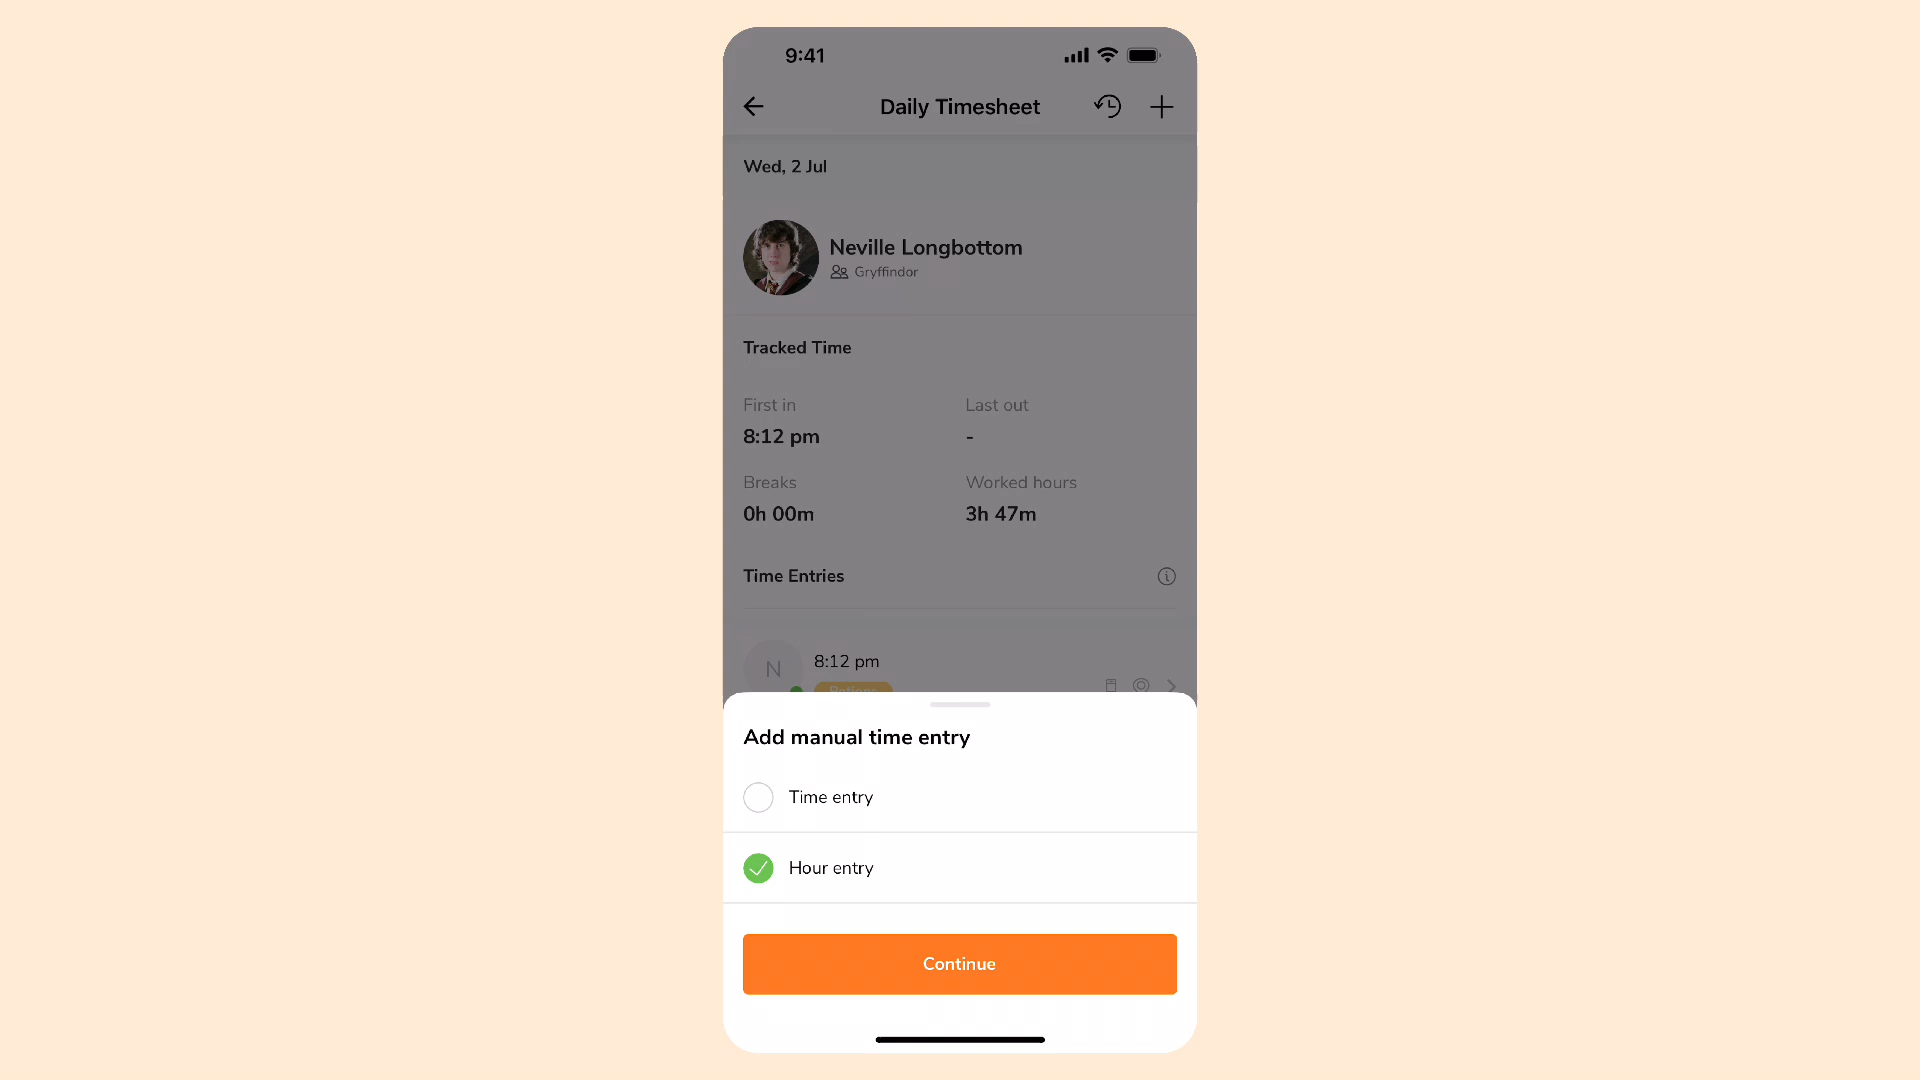 9:41
Daily Timesheet
Wed, 2 Jul
Neville Longbottom
Gryffindor
Tracked Time
First in
Last out
8:12 pm
-
Breaks
Worked hours
0h 00m
3h 47m
Time Entries
N
8:12 pm
Potions
Add manual time entry
Time entry
Hour entry
Continue